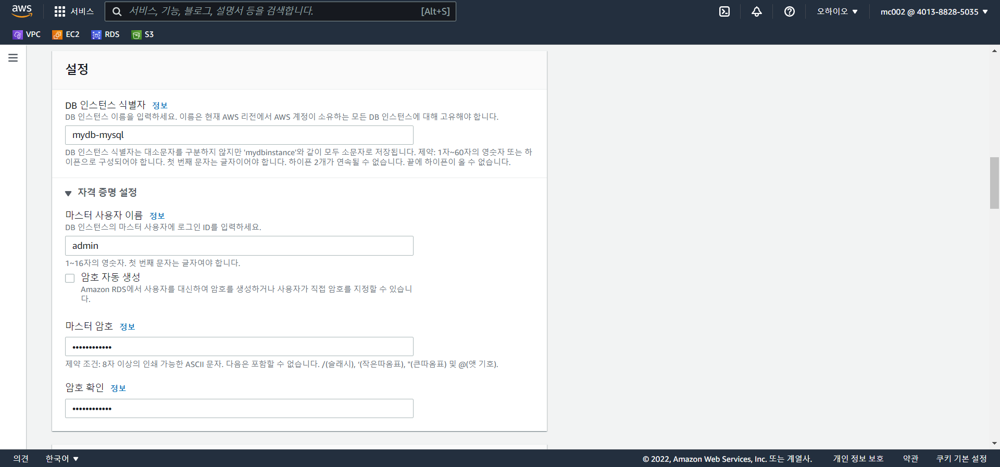 aws
서비스
서비스, 기능, 블로그, 설명서 등을 검색합니다.
[Alt+S]
오하이오 ▼
mc002 @ 4013-8828-5035 ▼
VPC
EC2
RDS
S3
설정
DB 인스턴스 식별자 정보
DB 인스턴스 이름을 입력하세요. 이름은 현재 AWS 리전에서 AWS 계정이 소유하는 모든 DB 인스턴스에 대해 고유해야 합니다.
mydb-mysql
DB 인스턴스 식별자는 대소문자를 구분하지 않지만 'mydbinstance'와 같이 모두 소문자로 저장됩니다. 제약: 1자~60자의 영숫자 또는 하
이픈으로 구성되어야 합니다. 첫 번째 문자는 글자이어야 합니다. 하이픈 2개가 연속될 수 없습니다. 끝에 하이픈이 올 수 없습니다.
▼ 자격 증명 설정
마스터 사용자 이름 정보
DB 인스턴스의 마스터 사용자에 로그인 ID를 입력하세요.
admin
1~16자의 영숫자. 첫 번째 문자는 글자여야 합니다.
암호 자동 생성
Amazon RDS에서 사용자를 대신하여 암호를 생성하거나 사용자가 직접 암호를 지정할 수 있습니
다.
마스터 암호 정보
••••••••••••
제약 조건: 8자 이상의 인쇄 가능한 ASCII 문자. 다음은 포함할 수 없습니다. /(슬래시), ‘(작은따옴표), "(큰따옴표) 및 @(앳 기호).
암호 확인 정보
••••••••••••
의견
한국어 ▼
© 2022, Amazon Web Services, Inc. 또는 계열사.
개인 정보 보호
약관
쿠키 기본 설정